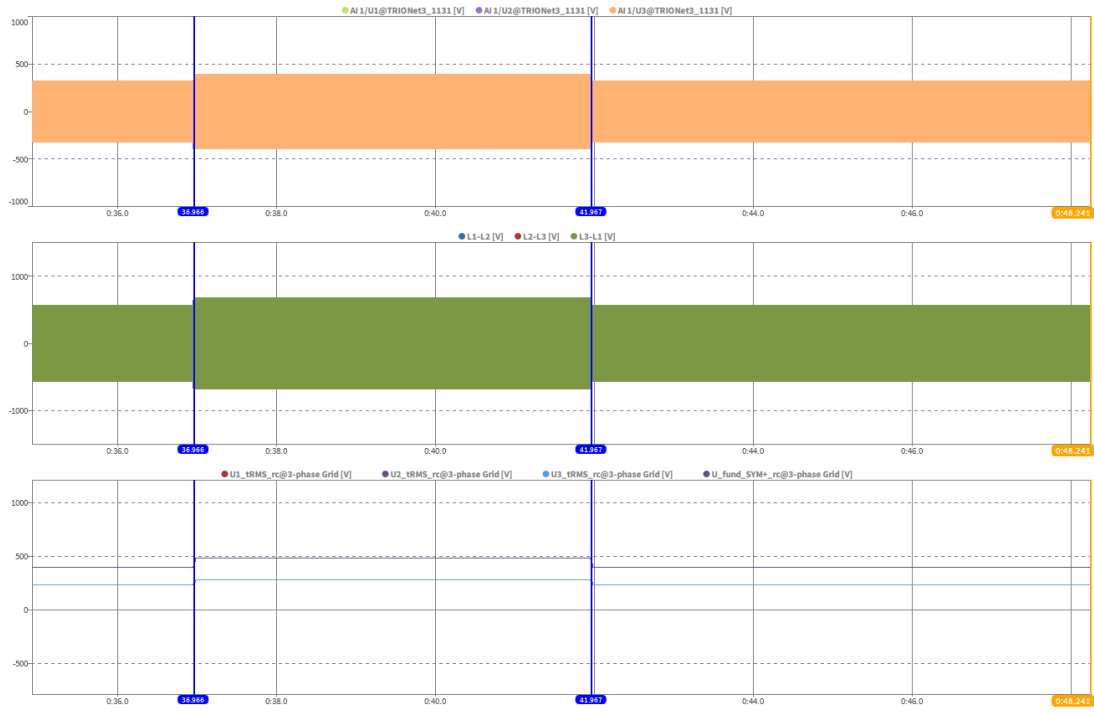 AI 1/U1@TRIONet3_1131 [V] AI 1/U2@TRIONet3_1131 [V] AI 1/U3@TRIONet3_1131 [V]
1000
500
0
-500
-1000
0:36.0 36.966 0:38.0 0:40.0 41.967 0:44.0 0:46.0 0:48.241
L1-L2 [V] L2-L3 [V] L3-L1 [V]
1000
0
-1000
0:36.0 36.966 0:38.0 0:40.0 41.967 0:44.0 0:46.0 0:48.241
U1_tRMS_rc@3-phase Grid [V] U2_tRMS_rc@3-phase Grid [V] U3_tRMS_rc@3-phase Grid [V] U_fund_SYM+_rc@3-phase Grid [V]
1000
500
0
-500
0:36.0 36.966 0:38.0 0:40.0 41.967 0:44.0 0:46.0 0:48.241